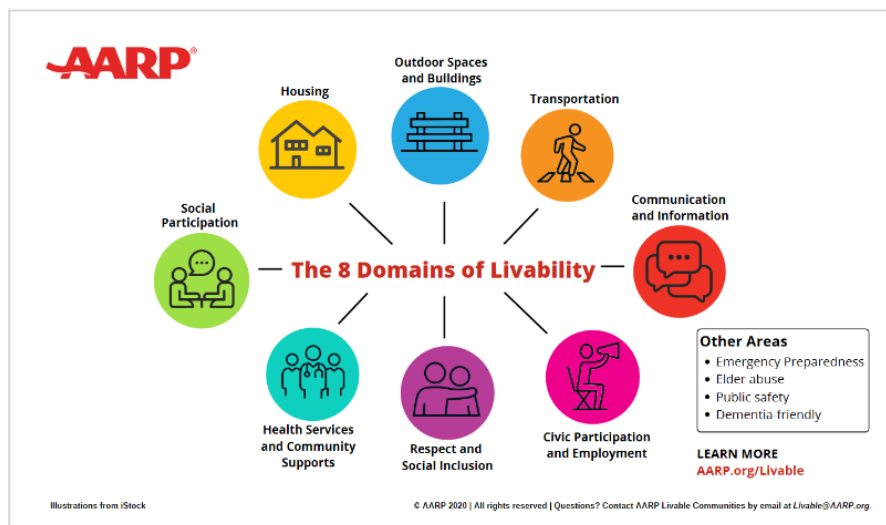 AARP®
Housing
Outdoor Spaces
and Buildings
Transportation
Social
Participation
Communication
and Information
The 8 Domains of Livability
Health Services
and Community
Supports
Respect and
Social Inclusion
Civic Participation
and Employment
Other Areas
• Emergency Preparedness
• Elder abuse
• Public safety
• Dementia-friendly
LEARN MORE
AARP.org/Livable
Illustrations from iStock
© AARP 2020 | All rights reserved | Questions? Contact AARP Livable Communities by email at Livable@AARP.org.